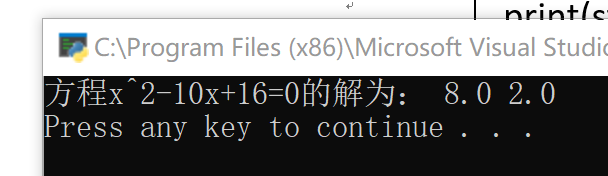 print(s
C:\Program Files (x86)\Microsoft Visual Studio
方程x^2-10x+16=0的解为： 8.0 2.0
Press any key to continue . . .